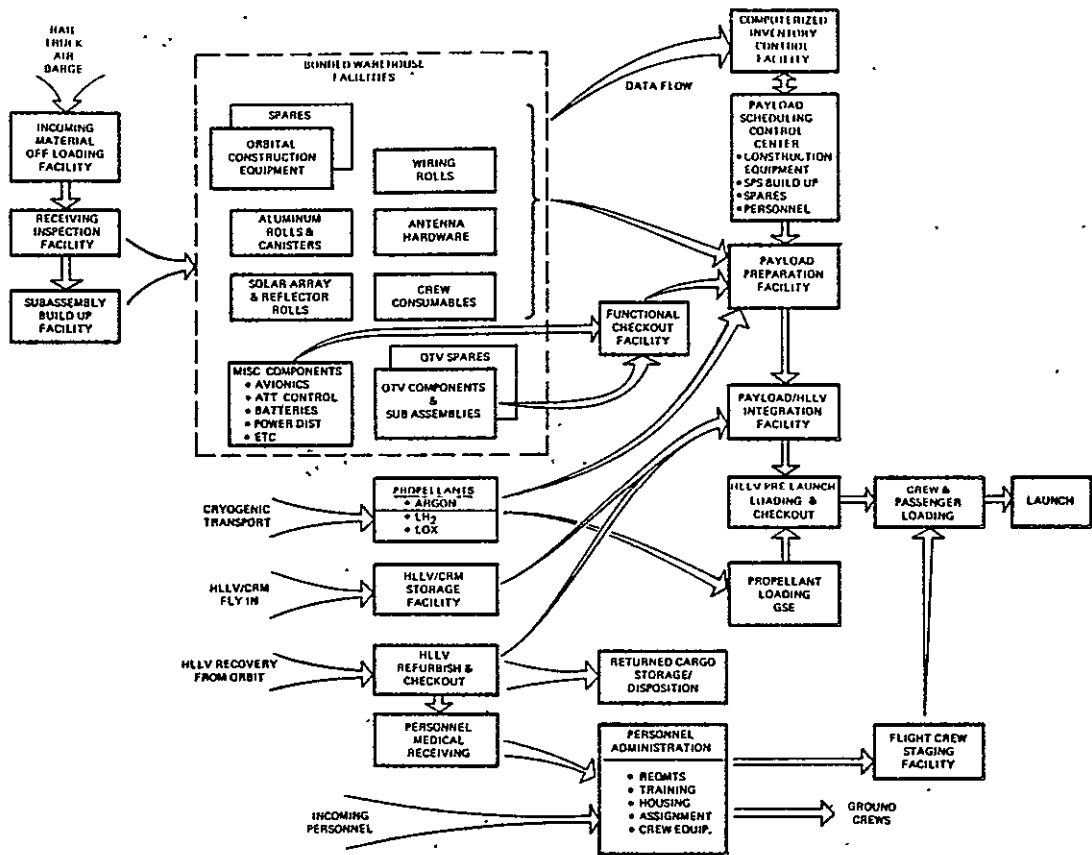 RAIL
TRUCK
AIR
BARGE
INCOMING
MATERIAL
OFF LOADING
FACILITY
RECEIVING
INSPECTION
FACILITY
SUBASSEMBLY
BUILD UP
FACILITY
BONDED WAREHOUSE
FACILITIES
SPARES
ORBITAL
CONSTRUCTION
EQUIPMENT
WIRING
ROLLS
ALUMINUM
ROLLS &
CANISTERS
ANTENNA
HARDWARE
SOLAR ARRAY
& REFLECTOR
ROLLS
CREW
CONSUMABLES
MISC COMPONENTS
• AVIONICS
• ATT CONTROL
• BATTERIES
• POWER DIST
• ETC
OTV SPARES
OTV COMPONENTS
&
SUB ASSEMBLIES
FUNCTIONAL
CHECKOUT
FACILITY
DATA FLOW
COMPUTERIZED
INVENTORY
CONTROL
FACILITY
PAYLOAD
SCHEDULING
CONTROL
CENTER
• CONSTRUCTION
EQUIPMENT
• SPS BUILD UP
• SPARES
• PERSONNEL
PAYLOAD
PREPARATION
FACILITY
PAYLOAD/HLLV
INTEGRATION
FACILITY
HLLV PRE LAUNCH
LOADING &
CHECKOUT
CREW &
PASSENGER
LOADING
LAUNCH
PROPELLANT
LOADING
GSE
CRYOGENIC
TRANSPORT
PROPELLANTS
• ARGON
• LH₂
• LOX
HLLV/CRM
FLY IN
HLLV/CRM
STORAGE
FACILITY
HLLV RECOVERY
FROM ORBIT
HLLV
REFURBISH &
CHECKOUT
RETURNED CARGO
STORAGE/
DISPOSITION
PERSONNEL
MEDICAL
RECEIVING
INCOMING
PERSONNEL
PERSONNEL
ADMINISTRATION
• REQMTS
• TRAINING
• HOUSING
• ASSIGNMENT
• CREW EQUIP.
FLIGHT CREW
STAGING
FACILITY
GROUND
CREWS